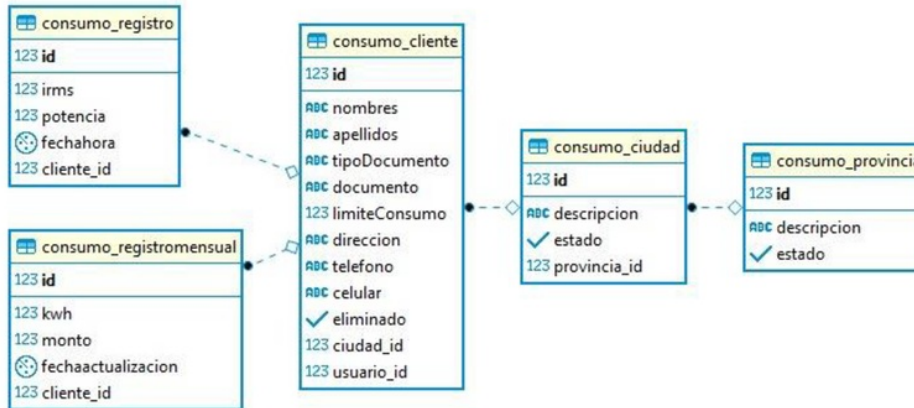 consumo_registro
123 id
123 irms
123 potencia
fechahora
123 cliente_id
consumo_registromensual
123 id
123 kwh
123 monto
fechaactualizacion
123 cliente_id
consumo_cliente
123 id
ABC nombres
ABC apellidos
ABC tipoDocumento
ABC documento
123 limiteConsumo
ABC direccion
ABC telefono
ABC celular
eliminado
123 ciudad_id
123 usuario_id
consumo_ciudad
123 id
ABC descripcion
estado
123 provincia_id
consumo_provincia
123 id
ABC descripcion
estado